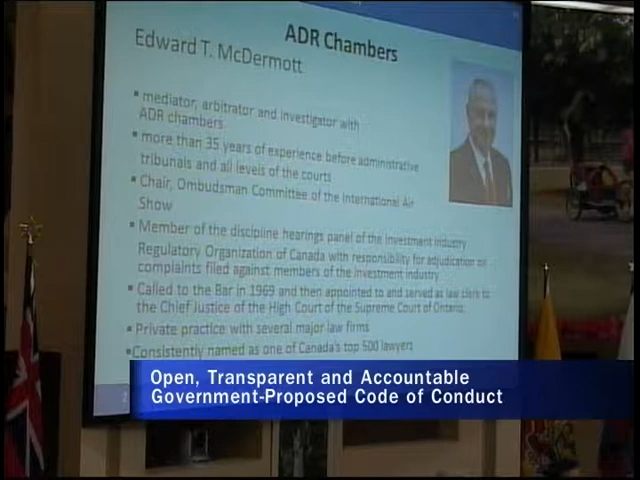 ADR Chambers
Edward T. McDermott
▪ mediator, arbitrator and investigator with
ADR chambers
▪ more than 35 years of experience before administrative
tribunals and all levels of the courts
▪ Chair, Ombudsman Committee of the International Air
Show
▪ Member of the discipline hearings panel of the investment industry
Regulatory Organization of Canada with responsibility for adjudication on
complaints filed against members of the investment industry
▪ Called to the Bar in 1969 and then appointed to and served as law clerk to
the Chief Justice of the High Court of the Supreme Court of Ontario.
▪ Private practice with several major law firms
▪ Consistently named as one of Canada's top 500 lawyers
2
Open, Transparent and Accountable
Government-Proposed Code of Conduct